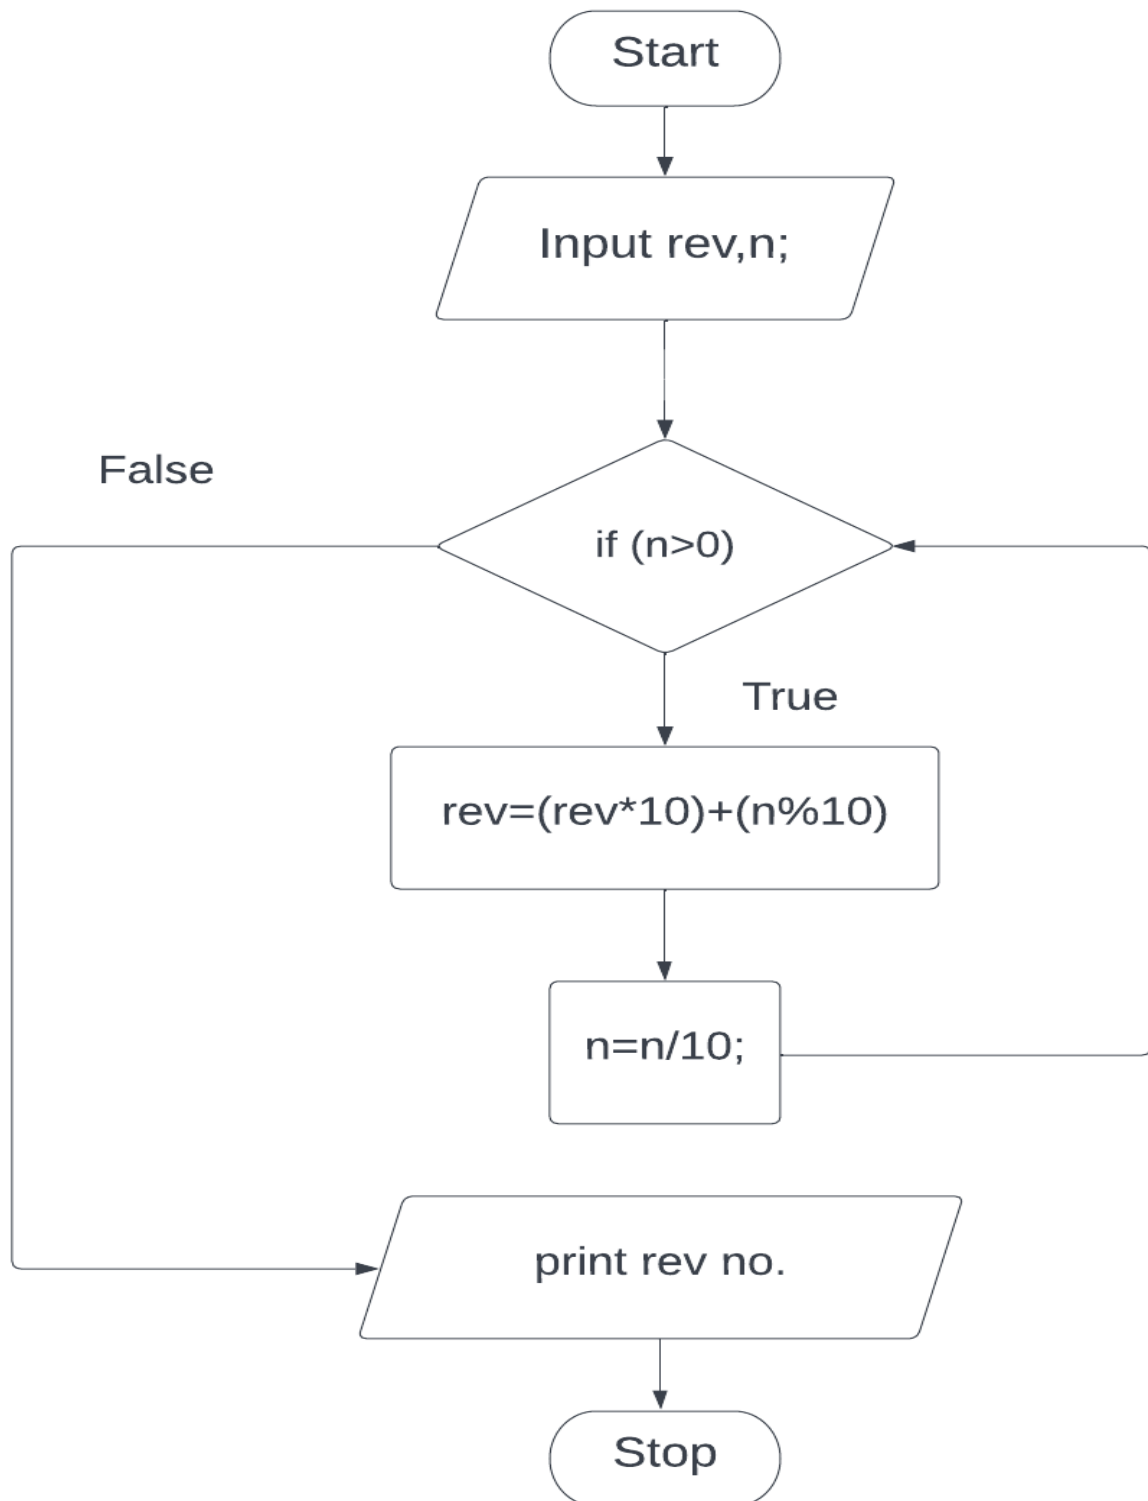 Start
Input rev,n;
False
if (n>0)
True
rev=(rev*10)+(n%10)
n=n/10;
print rev no.
Stop